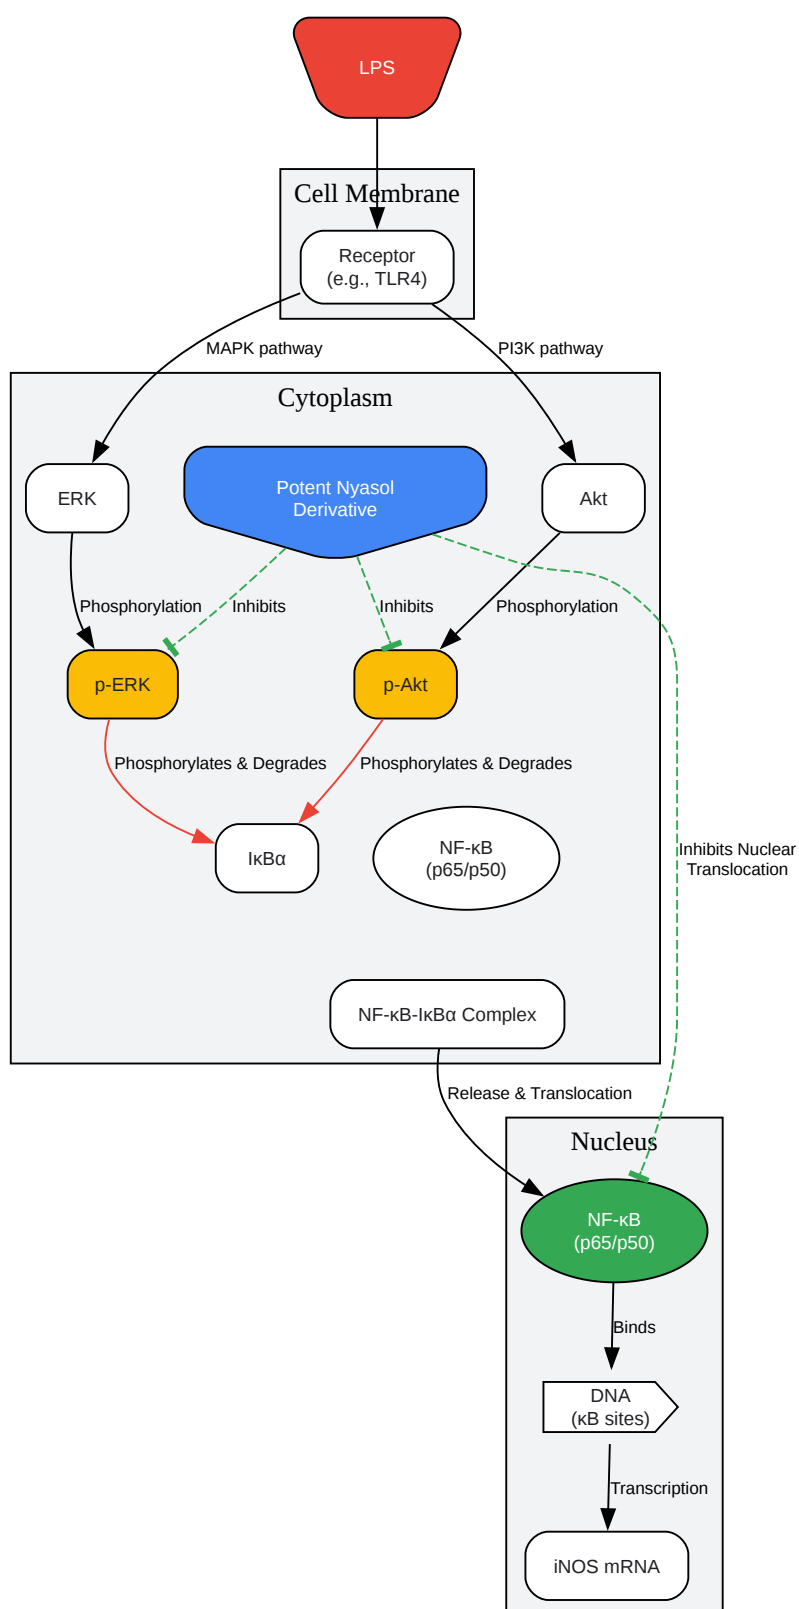 LPS
Cell Membrane
Receptor
(e.g., TLR4)
MAPK pathway
PI3K pathway
Cytoplasm
ERK
Potent Nyasol
Derivative
Akt
Phosphorylation
Inhibits
Inhibits
Phosphorylation
p-ERK
p-Akt
Phosphorylates & Degrades
Phosphorylates & Degrades
IκBα
NF-κB
(p65/p50)
Inhibits Nuclear
Translocation
NF-κB-IκBα Complex
Release & Translocation
Nucleus
NF-κB
(p65/p50)
Binds
DNA
(κB sites)
Transcription
iNOS mRNA